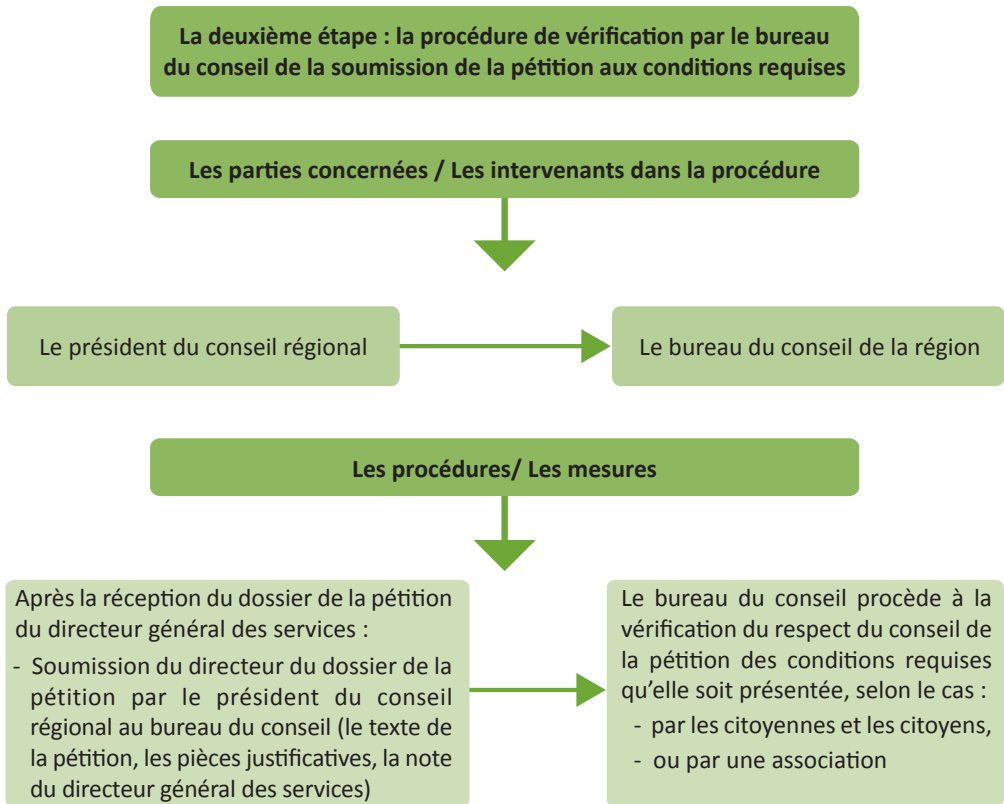 La deuxième étape : la procédure de vérification par le bureau
du conseil de la soumission de la pétition aux conditions requises
Les parties concernées / Les intervenants dans la procédure
Le président du conseil régional
Le bureau du conseil de la région
Les procédures/ Les mesures
Après la réception du dossier de la pétition
du directeur général des services :
- Soumission du directeur du dossier de la
pétition par le président du conseil
régional au bureau du conseil (le texte de
la pétition, les pièces justificatives, la note
du directeur général des services)
Le bureau du conseil procède à la
vérification du respect du conseil de
la pétition des conditions requises
qu'elle soit présentée, selon le cas :
- par les citoyennes et les citoyens,
- ou par une association